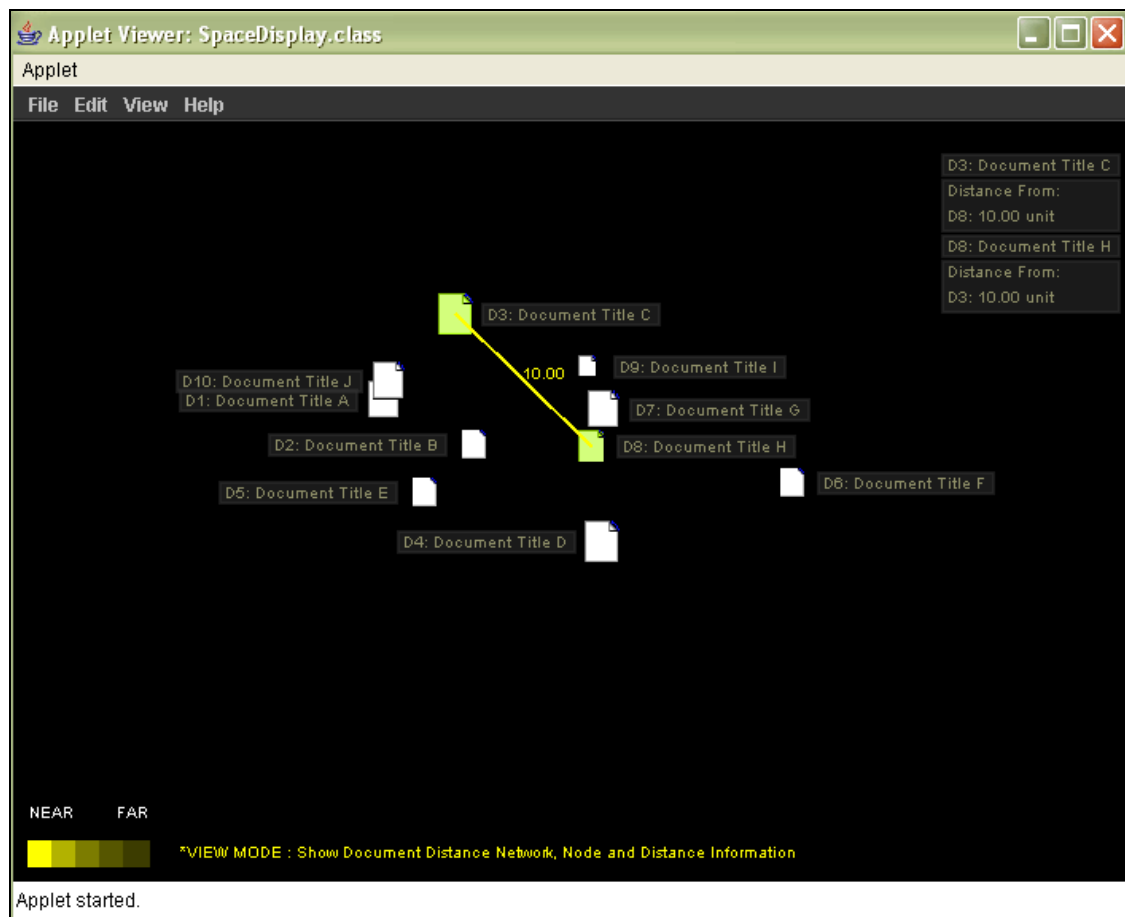 Applet Viewer: SpaceDisplay.class
Applet
File Edit View Help
D3: Document Title C
Distance From:
D8: 10.00 unit
D8: Document Title H
Distance From:
D3: 10.00 unit
D3: Document Title C
D9: Document Title I
10.00
D10: Document Title J
D1: Document Title A
D7: Document Title G
D2: Document Title B
D8: Document Title H
D6: Document Title F
D5: Document Title E
D4: Document Title D
NEAR FAR
*VIEW MODE : Show Document Distance Network, Node and Distance Information
Applet started.